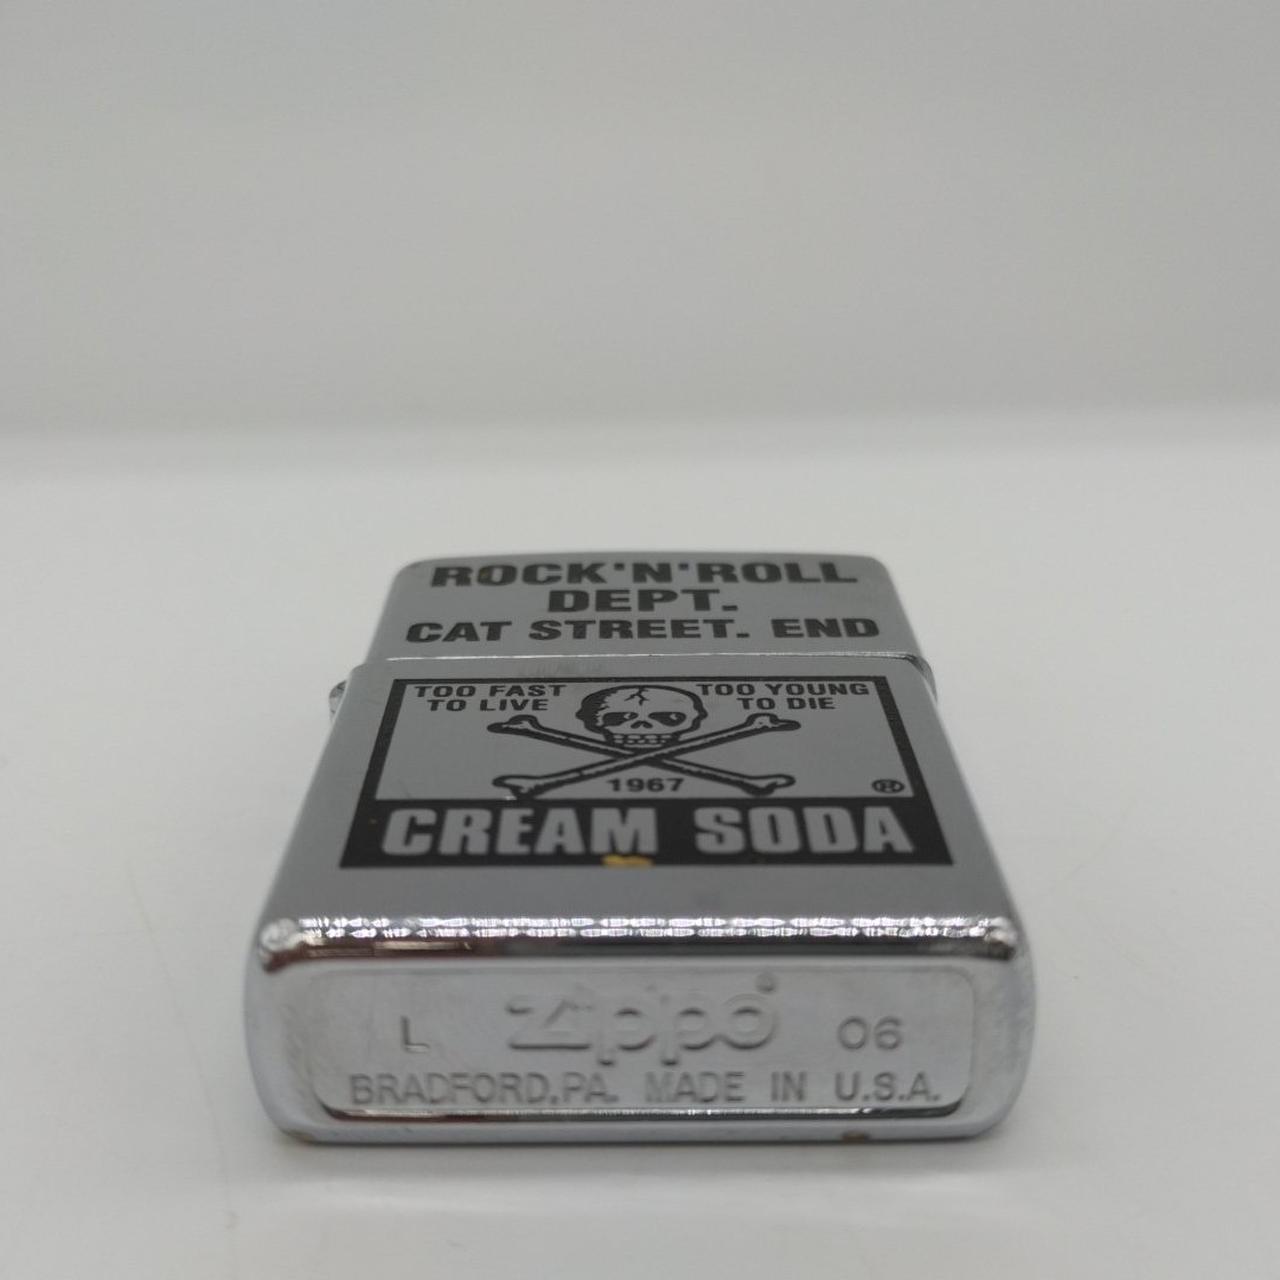 ROCK'N'ROLL
DEPT.
CAT STREET. END
TOO FAST
TO LIVE
TOO YOUNG
TO DIE
1967
®
CREAM SODA
L Zippo® 06
BRADFORD,PA. MADE IN U.S.A.